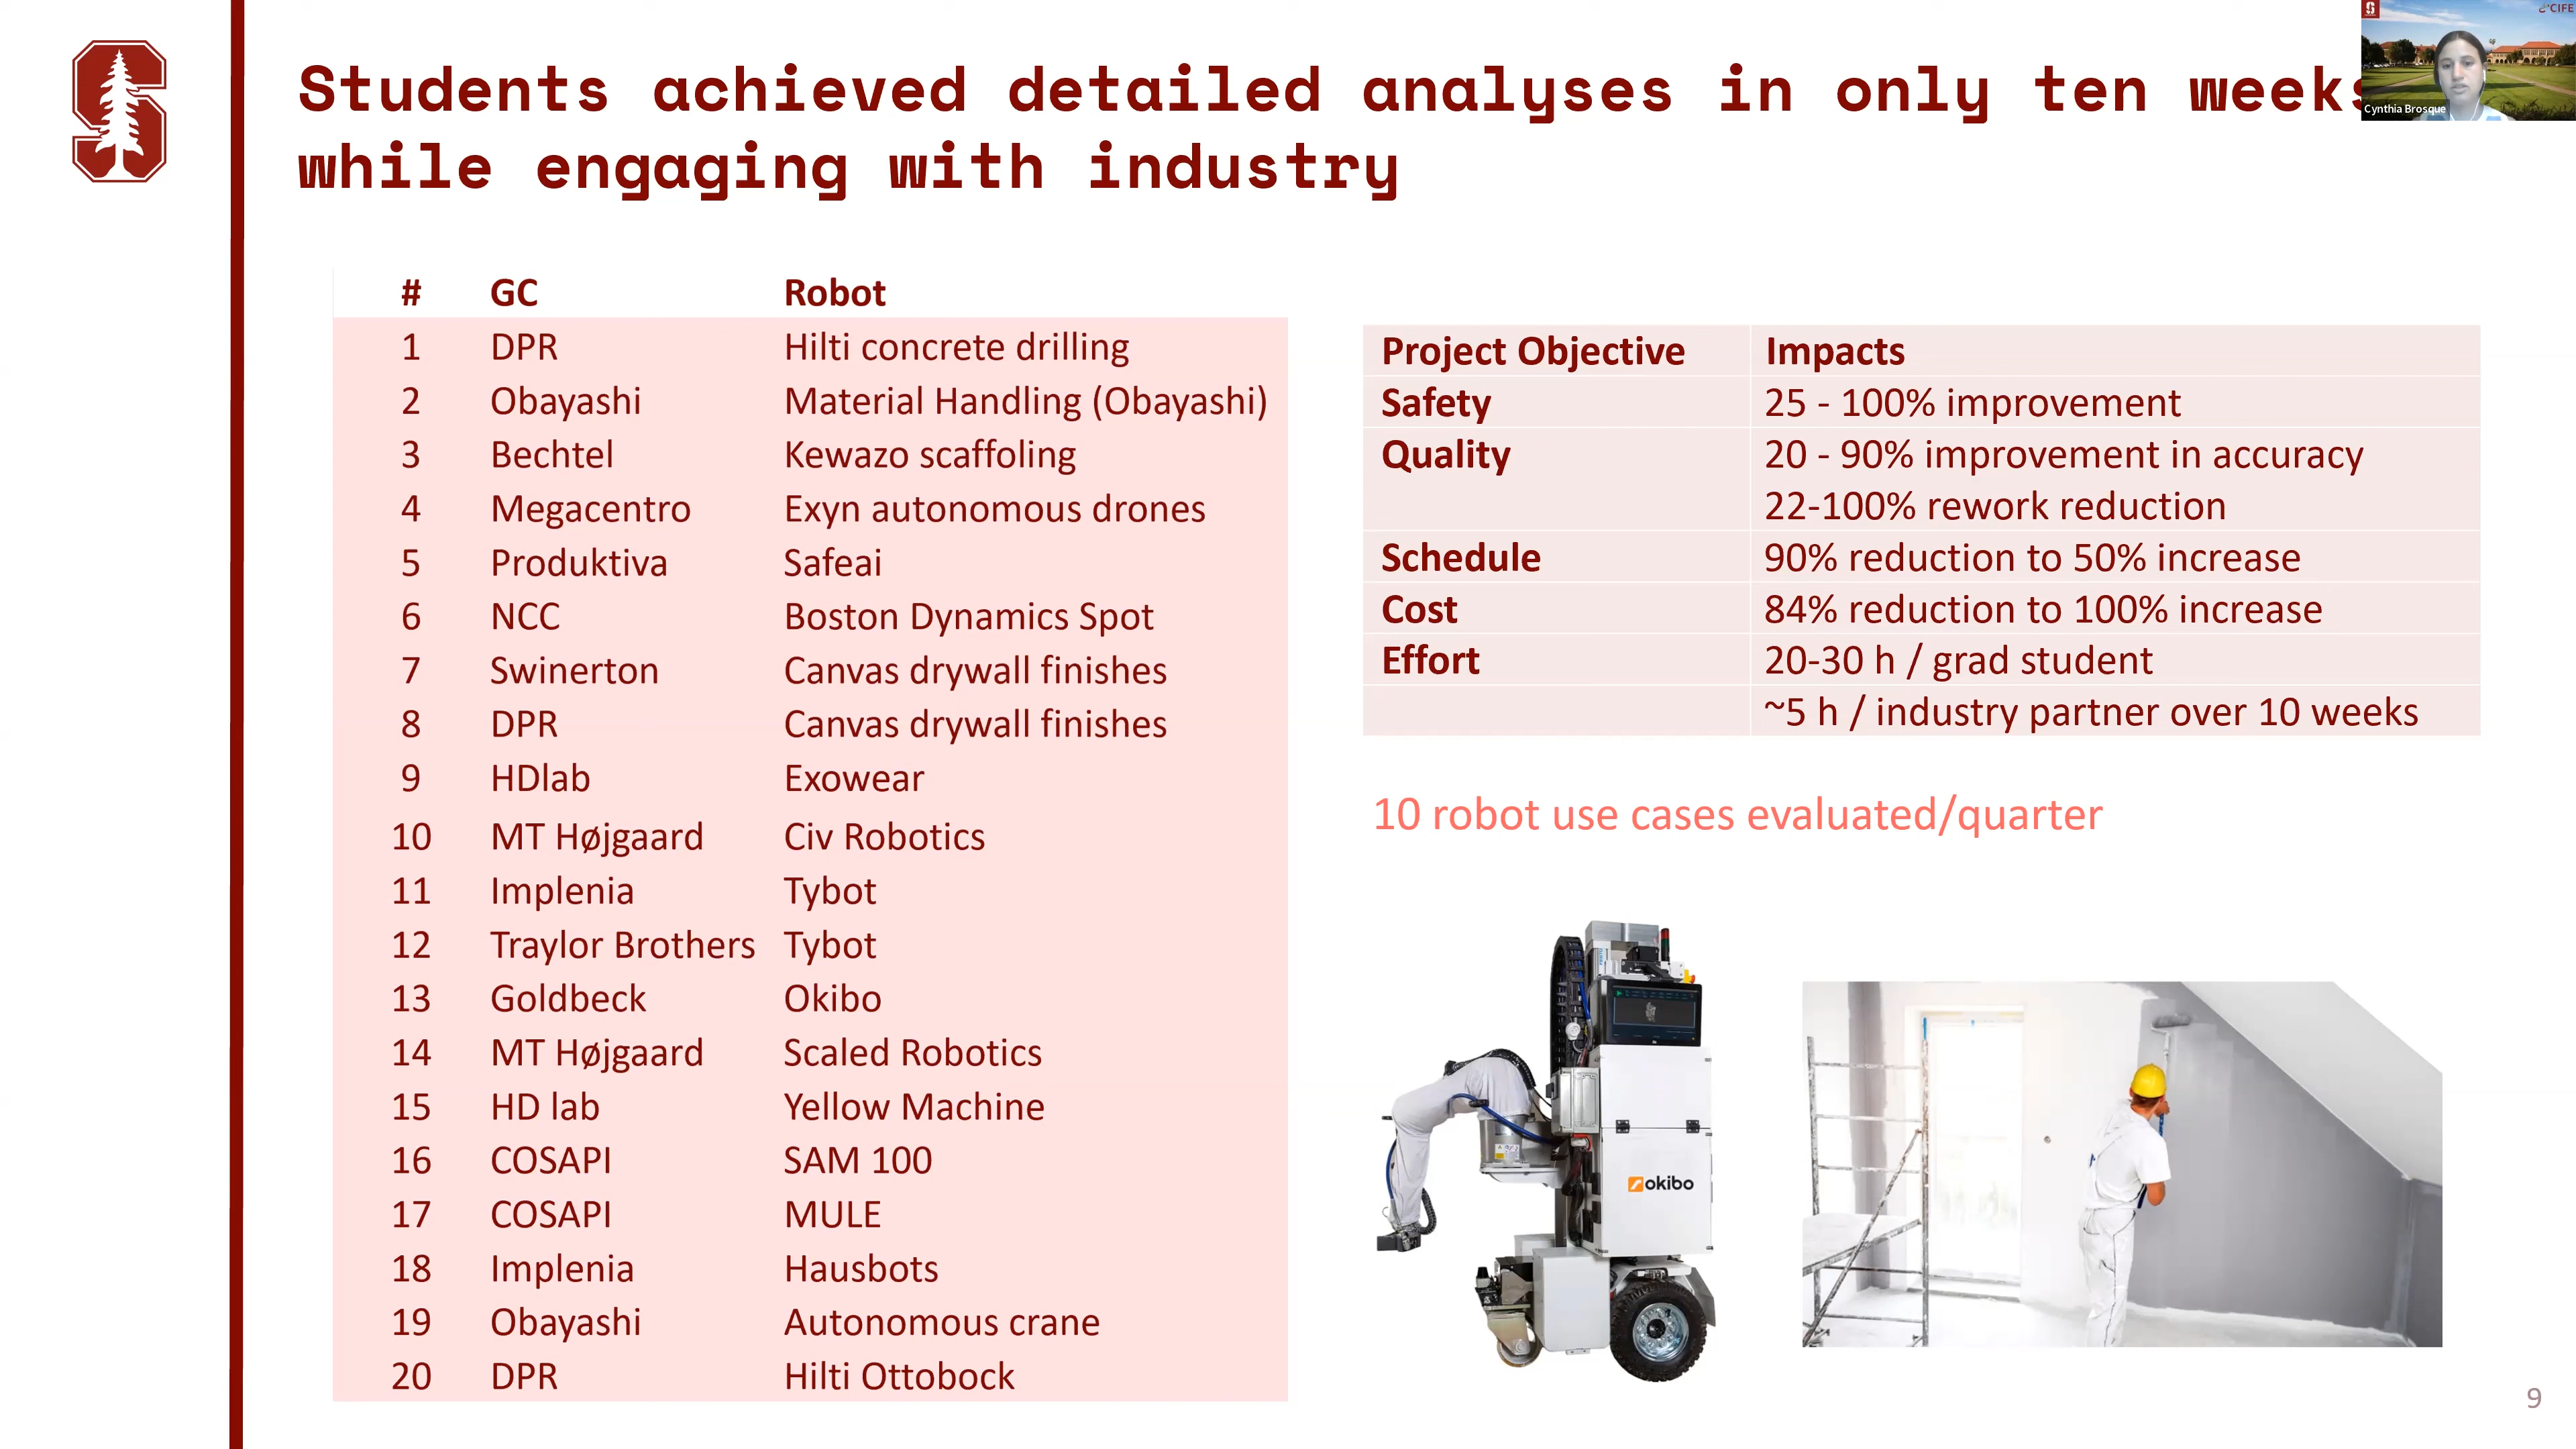 Students achieved detailed analyses in only ten weeks
while engaging with industry
CIFE
Cynthia Brosque
# GC Robot
1 DPR Hilti concrete drilling
2 Obayashi Material Handling (Obayashi)
3 Bechtel Kewazo scaffoling
4 Megacentro Exyn autonomous drones
5 Produktiva Safeai
6 NCC Boston Dynamics Spot
7 Swinerton Canvas drywall finishes
8 DPR Canvas drywall finishes
9 HDlab Exowear
10 MT Højgaard Civ Robotics
11 Implenia Tybot
12 Traylor Brothers Tybot
13 Goldbeck Okibo
14 MT Højgaard Scaled Robotics
15 HD lab Yellow Machine
16 COSAPI SAM 100
17 COSAPI MULE
18 Implenia Hausbots
19 Obayashi Autonomous crane
20 DPR Hilti Ottobock
Project Objective Impacts
Safety 25 - 100% improvement
Quality 20 - 90% improvement in accuracy
22-100% rework reduction
Schedule 90% reduction to 50% increase
Cost 84% reduction to 100% increase
Effort 20-30 h / grad student
~5 h / industry partner over 10 weeks
10 robot use cases evaluated/quarter
okibo
9